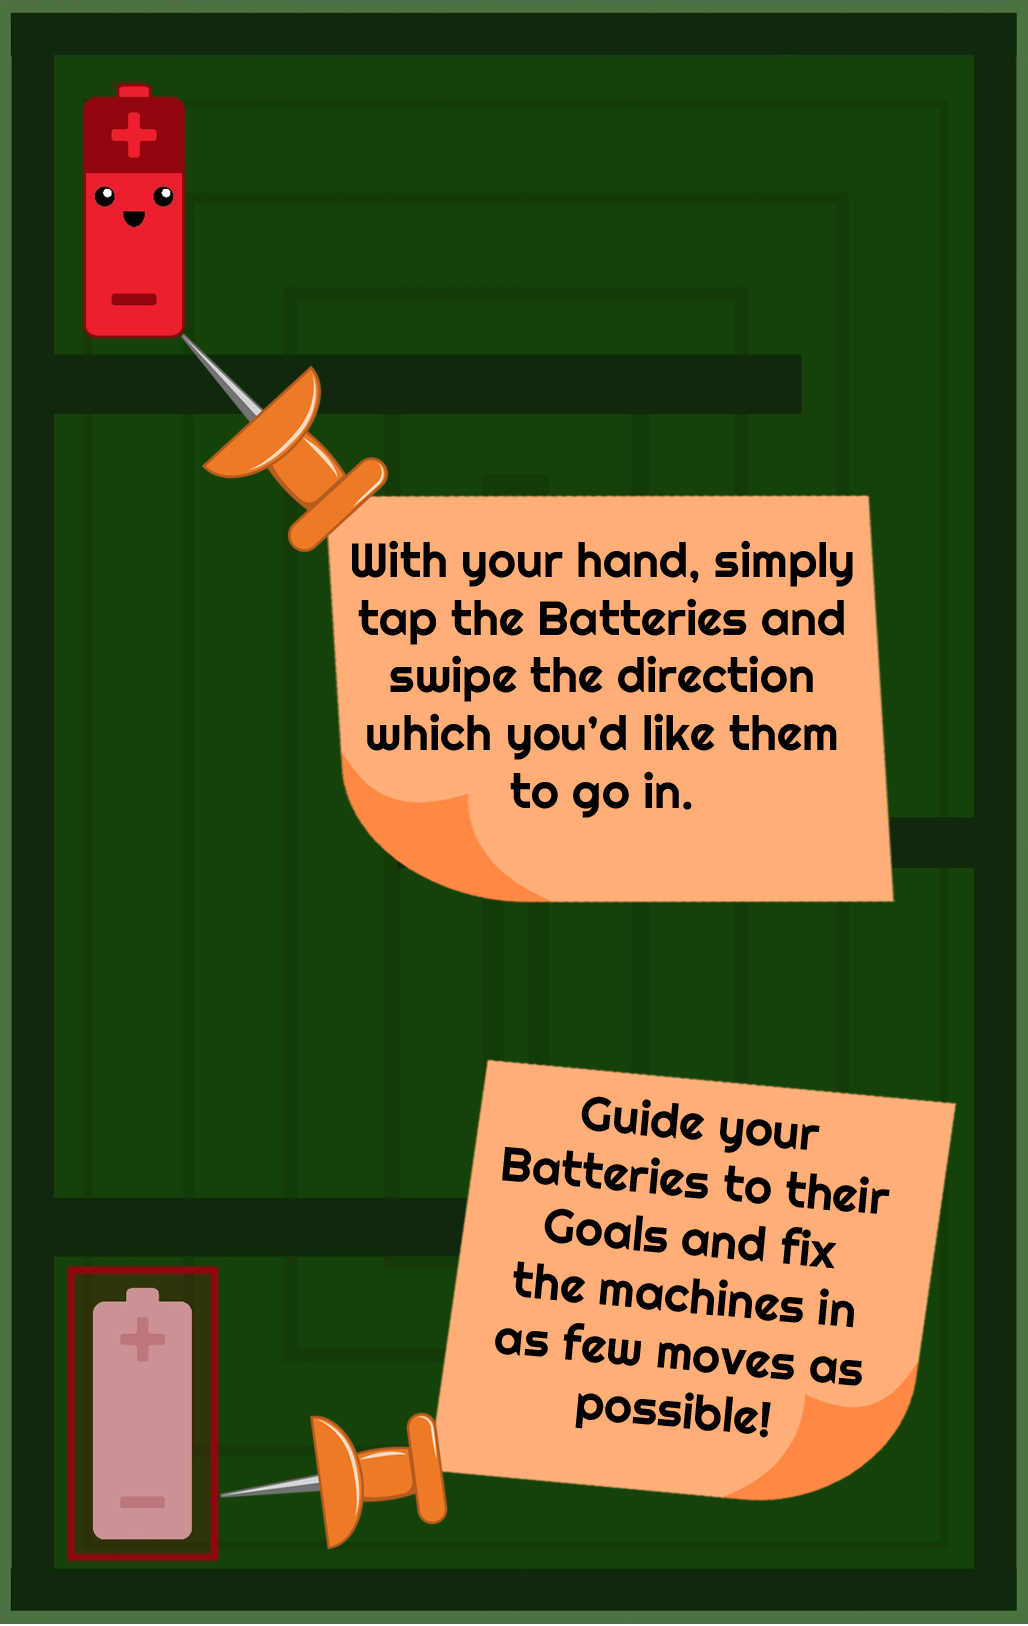 With your hand, simply
tap the Batteries and
swipe the direction
which you’d like them
to go in.
Guide your
Batteries to their
Goals and fix
the machines in
as few moves as
possible!